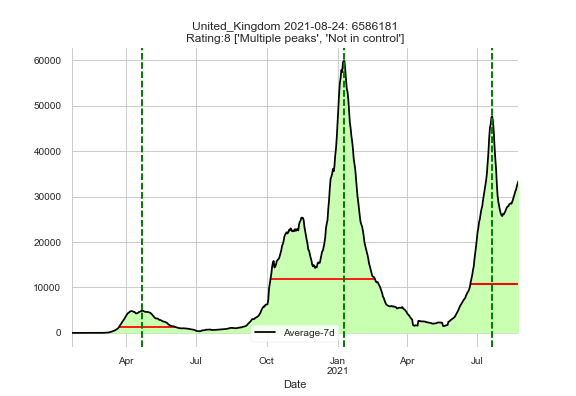 United_Kingdom 2021-08-24: 6586181
Rating:8 ['Multiple peaks', 'Not in control']
60000
50000
40000
30000
20000
10000
0
Average-7d
Apr
Jul
Oct
Jan
2021
Apr
Jul
Date